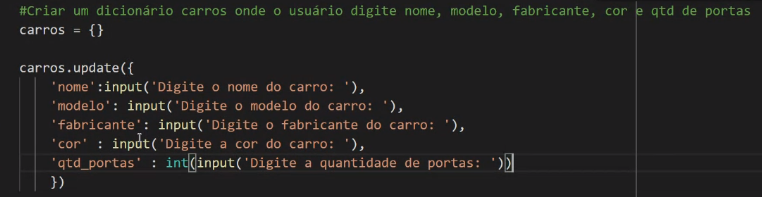 #Criar um dicionário carros onde o usuário digite nome, modelo, fabricante, cor e qtd de portas
carros = {}
carros.update({
'nome':input('Digite o nome do carro: '),
'modelo': input('Digite o modelo do carro: '),
'fabricante': input('Digite o fabricante do carro: '),
'cor' : input('Digite a cor do carro: '),
'qtd_portas' : int(input('Digite a quantidade de portas: '))
})